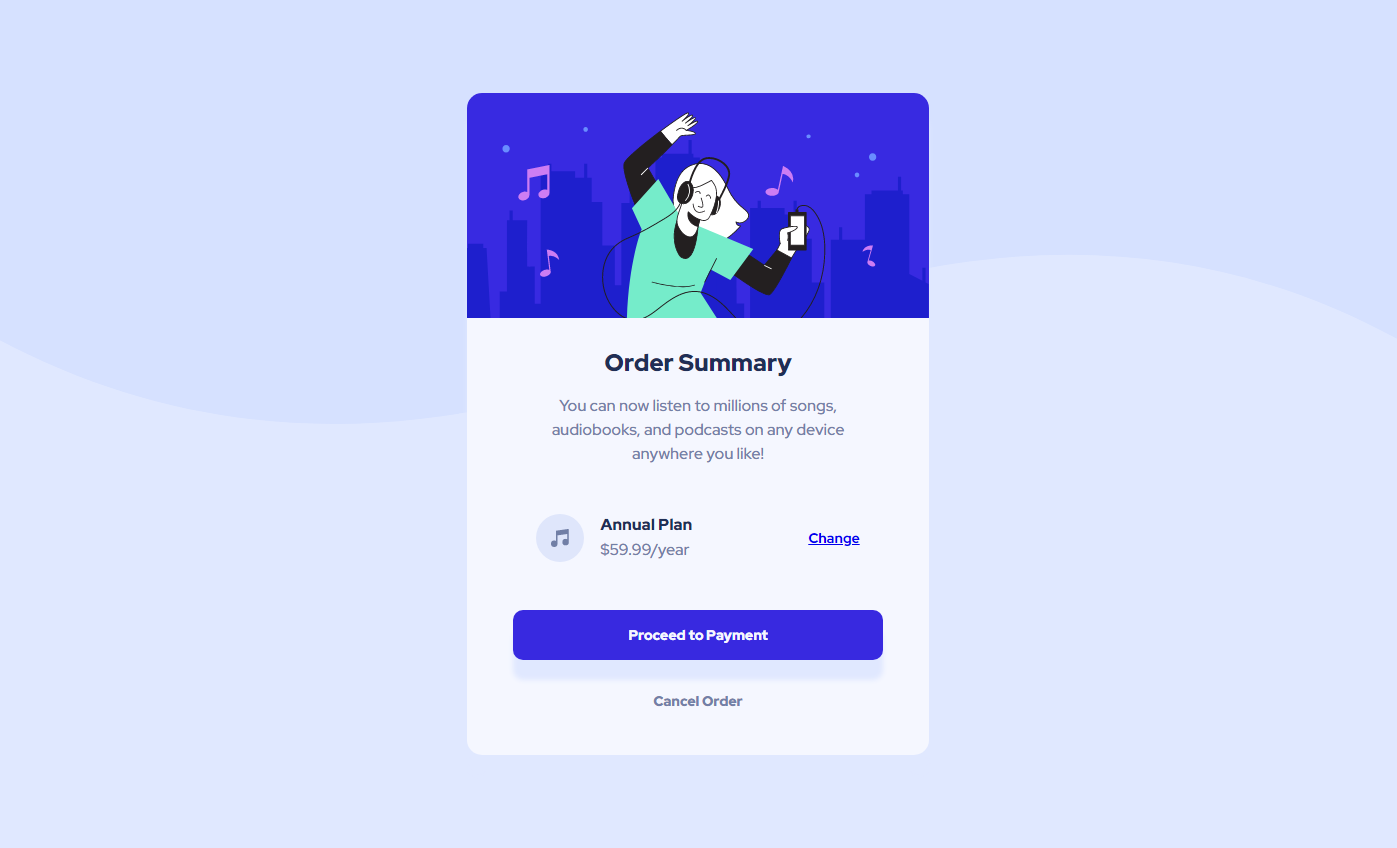 Order Summary
You can now listen to millions of songs,
audiobooks, and podcasts on any device
anywhere you like!
Annual Plan
$59.99/year
Change
Proceed to Payment
Cancel Order